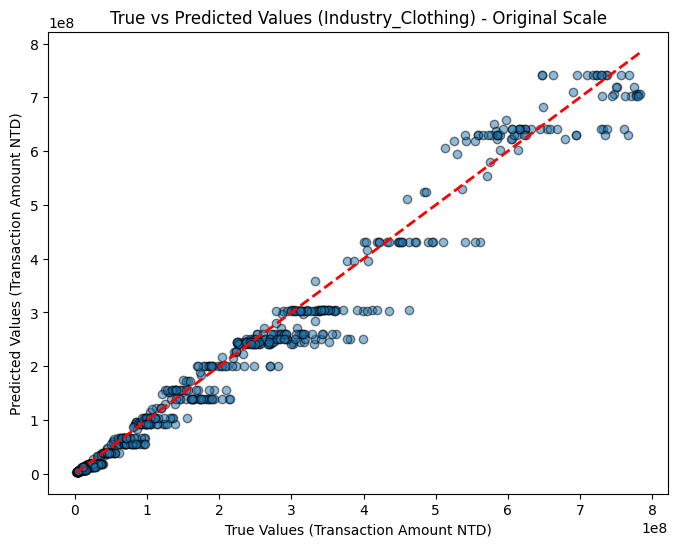 True vs Predicted Values (Industry_Clothing) - Original Scale
1e8
8
7
6
5
4
3
2
1
0
Predicted Values (Transaction Amount NTD)
0 1 2 3 4 5 6 7 8
1e8
True Values (Transaction Amount NTD)